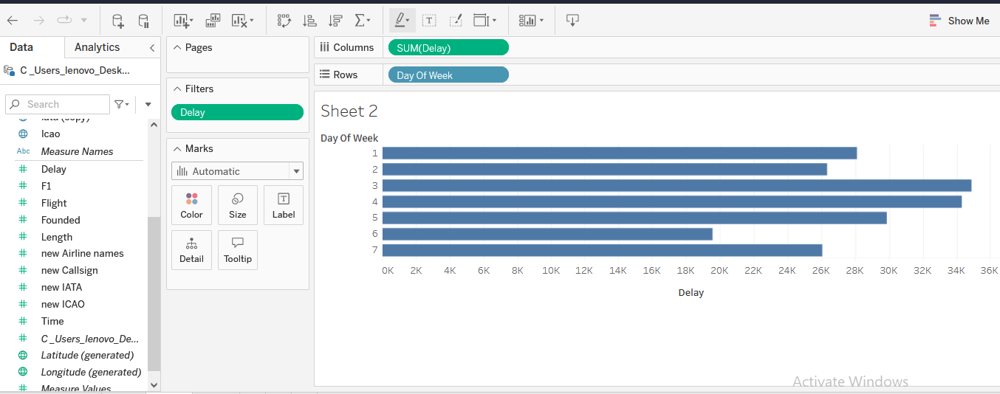 Show Me
Data
Analytics
C _Users_lenovo_Desk...
Search
Iata (copy)
Icao
Abc Measure Names
Delay
F1
Flight
Founded
Length
new Airline names
new Callsign
new IATA
new ICAO
Time
C _Users_lenovo_De...
Latitude (generated)
Longitude (generated)
Measure Values
Pages
Filters
Delay
Marks
Automatic
Color
Size
Label
Detail
Tooltip
Columns
SUM(Delay)
Rows
Day Of Week
Sheet 2
Day Of Week
1
2
3
4
5
6
7
0K 2K 4K 6K 8K 10K 12K 14K 16K 18K 20K 22K 24K 26K 28K 30K 32K 34K 36K
Delay
Activate Windows